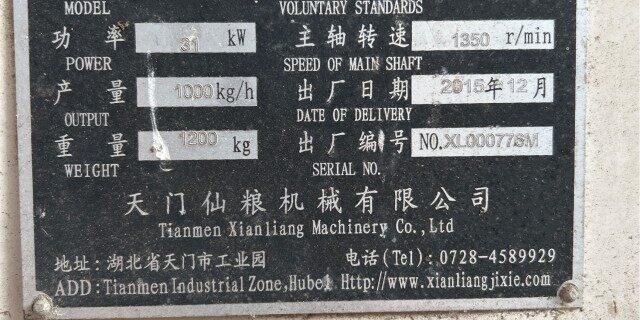 MODEL VOLUNTARY STANDARDS
功率 31 kW 主轴转速 1350 r/min
POWER SPEED OF MAIN SHAFT
产量 1000 kg/h 出厂日期 2015年12月
OUTPUT DATE OF DELIVERY
重量 1200 kg 出厂编号 NO.XL00077SM
WEIGHT SERIAL NO.
天门仙粮机械有限公司
Tianmen Xianliang Machinery Co.,Ltd
地址:湖北省天门市工业园 电话(Tel):0728-4589929
ADD:Tianmen Industrial Zone,Hubei Http://www.xianliangjixie.com